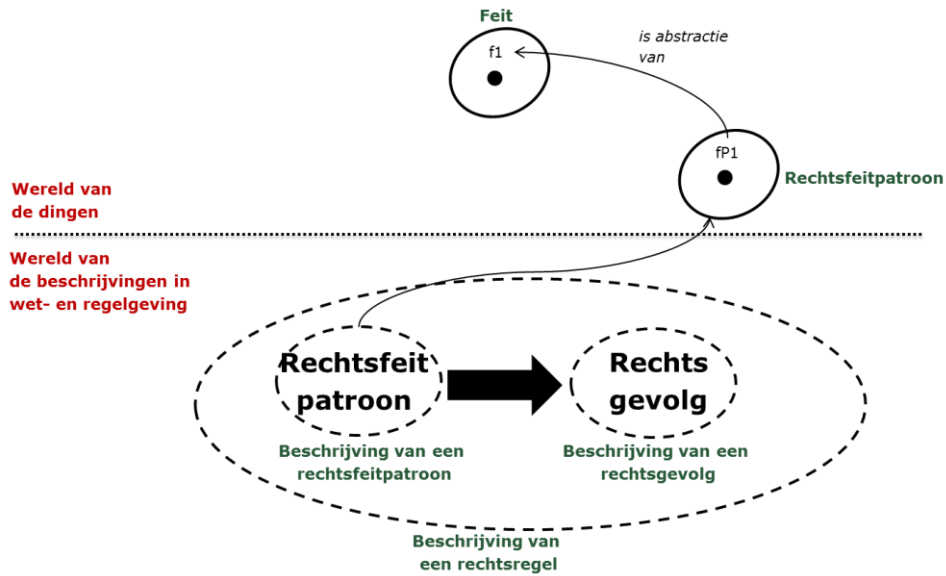 Feit
f1
is abstractie
van
fP1
Rechtsfeitpatroon
Wereld van
de dingen
Wereld van
de beschrijvingen in
wet- en regelgeving
Rechtsfeit
patroon
Rechts
gevolg
Beschrijving van een
rechtsfeitpatroon
Beschrijving van een
rechtsgevolg
Beschrijving van
een rechtsregel